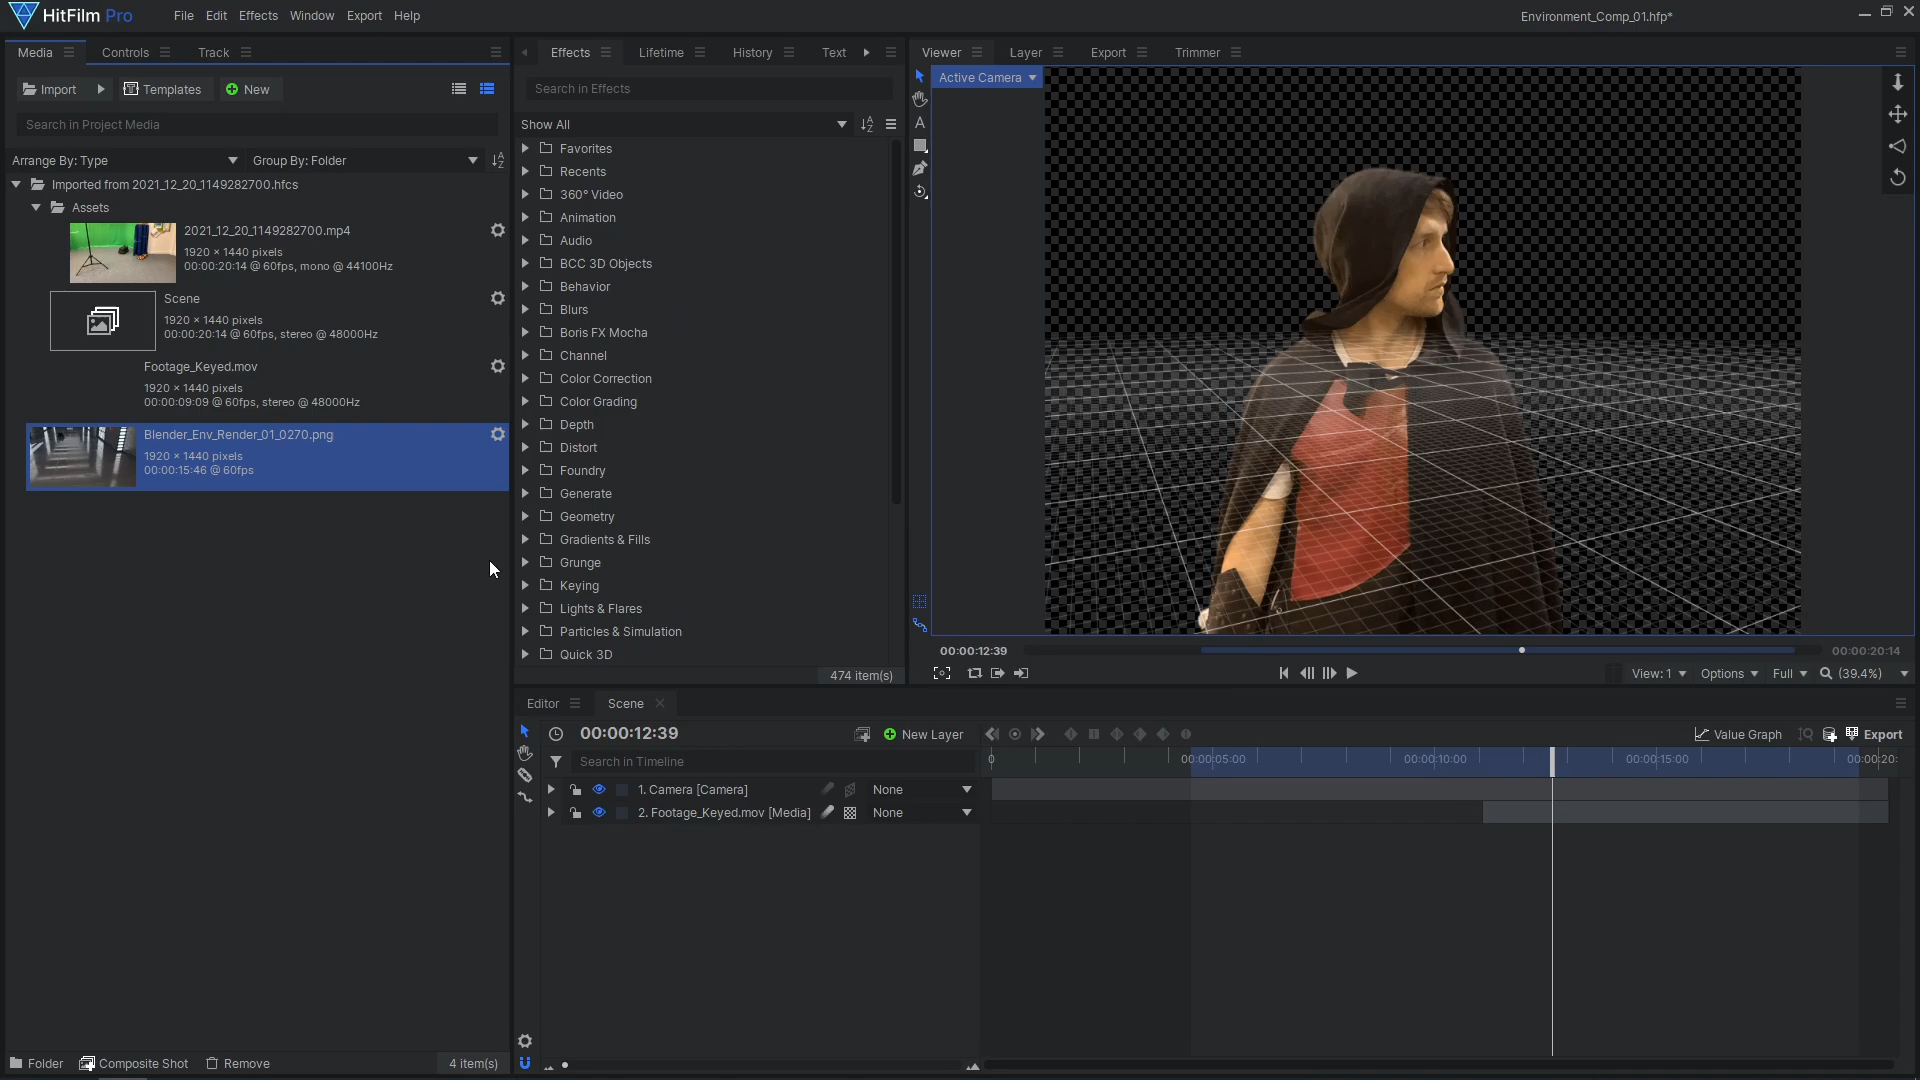 HitFilm Pro
File Edit Effects Window Export Help
Environment_Comp_01.hfp*
Media Controls Track
Effects Lifetime History Text
Viewer Layer Export Trimmer
Import Templates New
Search in Effects
Active Camera
Search in Project Media
Show All
Arrange By: Type Group By: Folder
Imported from 2021_12_20_1149282700.hfcs
Assets
2021_12_20_1149282700.mp4
1920 × 1440 pixels
00:00:20:14 @ 60fps, mono @ 44100Hz
Scene
1920 × 1440 pixels
00:00:20:14 @ 60fps, stereo @ 48000Hz
Footage_Keyed.mov
1920 × 1440 pixels
00:00:09:09 @ 60fps, stereo @ 48000Hz
Blender_Env_Render_01_0270.png
1920 × 1440 pixels
00:00:15:46 @ 60fps
Favorites
Recents
360° Video
Animation
Audio
BCC 3D Objects
Behavior
Blurs
Boris FX Mocha
Channel
Color Correction
Color Grading
Depth
Distort
Foundry
Generate
Geometry
Gradients & Fills
Grunge
Keying
Lights & Flares
Particles & Simulation
Quick 3D
474 item(s)
00:00:12:39
00:00:20:14
View: 1 Options Full (39.4%)
Editor Scene
00:00:12:39 New Layer Value Graph Export
Search in Timeline
0 00:00:05:00 00:00:10:00 00:00:15:00 00:00:20:
1. Camera [Camera] None
2. Footage_Keyed.mov [Media] None
Folder Composite Shot Remove 4 item(s)